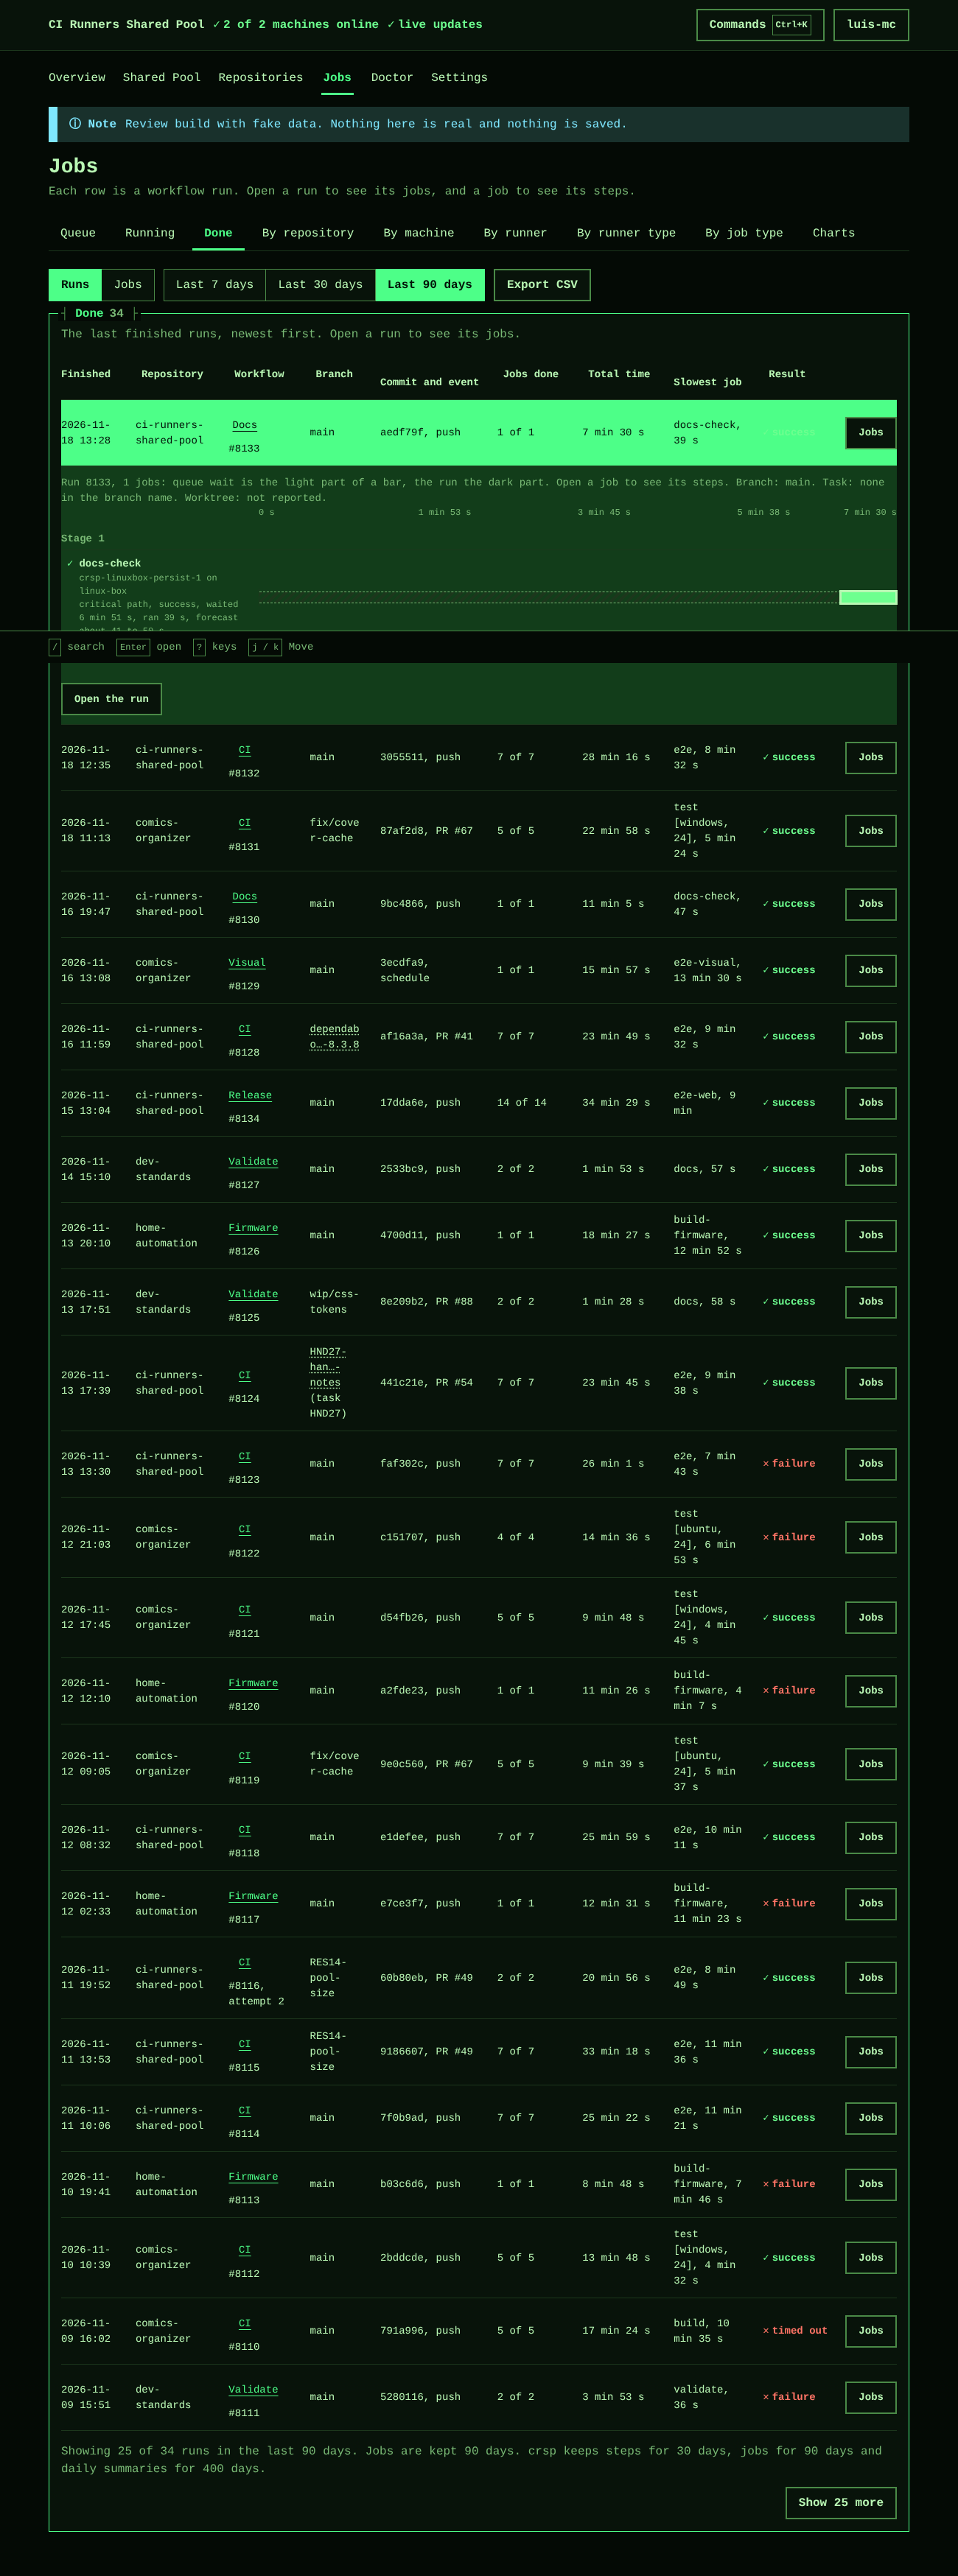 CI Runners Shared Pool ✓ 2 of 2 machines online ✓ live updates
Commands Ctrl+K
luis-mc
Overview Shared Pool Repositories Jobs Doctor Settings
ⓘ Note Review build with fake data. Nothing here is real and nothing is saved.
Jobs
Each row is a workflow run. Open a run to see its jobs, and a job to see its steps.
Queue Running Done By repository By machine By runner By runner type By job type Charts
Runs Jobs Last 7 days Last 30 days Last 90 days Export CSV
Done 34
The last finished runs, newest first. Open a run to see its jobs.
Finished Repository Workflow Branch Commit and event Jobs done Total time Slowest job Result
2026-11-18 13:28 ci-runners-shared-pool Docs #8133 main aedf79f, push 1 of 1 7 min 30 s docs-check, 39 s Jobs
Run 8133, 1 jobs: queue wait is the light part of a bar, the run the dark part. Open a job to see its steps. Branch: main. Task: none
in the branch name. Worktree: not reported.
0 s 1 min 53 s 3 min 45 s 5 min 38 s 7 min 30 s
Stage 1
✓ docs-check
crsp-linuxbox-persist-1 on
linux-box
critical path, success, waited
6 min 51 s, ran 39 s, forecast
/ search Enter open ? keys j / k Move
Open the run
2026-11-18 12:35 ci-runners-shared-pool CI #8132 main 3055511, push 7 of 7 28 min 16 s e2e, 8 min 32 s ✓ success Jobs
2026-11-18 11:13 comics-organizer CI #8131 fix/cover-cache 87af2d8, PR #67 5 of 5 22 min 58 s test [windows, 24], 5 min 24 s ✓ success Jobs
2026-11-16 19:47 ci-runners-shared-pool Docs #8130 main 9bc4866, push 1 of 1 11 min 5 s docs-check, 47 s ✓ success Jobs
2026-11-16 13:08 comics-organizer Visual #8129 main 3ecdfa9, schedule 1 of 1 15 min 57 s e2e-visual, 13 min 30 s ✓ success Jobs
2026-11-16 11:59 ci-runners-shared-pool CI #8128 dependabo…-8.3.8 af16a3a, PR #41 7 of 7 23 min 49 s e2e, 9 min 32 s ✓ success Jobs
2026-11-15 13:04 ci-runners-shared-pool Release #8134 main 17dda6e, push 14 of 14 34 min 29 s e2e-web, 9 min ✓ success Jobs
2026-11-14 15:10 dev-standards Validate #8127 main 2533bc9, push 2 of 2 1 min 53 s docs, 57 s ✓ success Jobs
2026-11-13 20:10 home-automation Firmware #8126 main 4700d11, push 1 of 1 18 min 27 s build-firmware, 12 min 52 s ✓ success Jobs
2026-11-13 17:51 dev-standards Validate #8125 wip/css-tokens 8e209b2, PR #88 2 of 2 1 min 28 s docs, 58 s ✓ success Jobs
2026-11-13 17:39 ci-runners-shared-pool CI #8124 HND27-han…-notes (task HND27) 441c21e, PR #54 7 of 7 23 min 45 s e2e, 9 min 38 s ✓ success Jobs
2026-11-13 13:30 ci-runners-shared-pool CI #8123 main faf302c, push 7 of 7 26 min 1 s e2e, 7 min 43 s × failure Jobs
2026-11-12 21:03 comics-organizer CI #8122 main c151707, push 4 of 4 14 min 36 s test [ubuntu, 24], 6 min 53 s × failure Jobs
2026-11-12 17:45 comics-organizer CI #8121 main d54fb26, push 5 of 5 9 min 48 s test [windows, 24], 4 min 45 s ✓ success Jobs
2026-11-12 12:10 home-automation Firmware #8120 main a2fde23, push 1 of 1 11 min 26 s build-firmware, 4 min 7 s × failure Jobs
2026-11-12 09:05 comics-organizer CI #8119 fix/cover-cache 9e0c560, PR #67 5 of 5 9 min 39 s test [ubuntu, 24], 5 min 37 s ✓ success Jobs
2026-11-12 08:32 ci-runners-shared-pool CI #8118 main e1defee, push 7 of 7 25 min 59 s e2e, 10 min 11 s ✓ success Jobs
2026-11-12 02:33 home-automation Firmware #8117 main e7ce3f7, push 1 of 1 12 min 31 s build-firmware, 11 min 23 s × failure Jobs
2026-11-11 19:52 ci-runners-shared-pool CI #8116, attempt 2 RES14-pool-size 60b80eb, PR #49 2 of 2 20 min 56 s e2e, 8 min 49 s ✓ success Jobs
2026-11-11 13:53 ci-runners-shared-pool CI #8115 RES14-pool-size 9186607, PR #49 7 of 7 33 min 18 s e2e, 11 min 36 s ✓ success Jobs
2026-11-11 10:06 ci-runners-shared-pool CI #8114 main 7f0b9ad, push 7 of 7 25 min 22 s e2e, 11 min 21 s ✓ success Jobs
2026-11-10 19:41 home-automation Firmware #8113 main b03c6d6, push 1 of 1 8 min 48 s build-firmware, 7 min 46 s × failure Jobs
2026-11-10 10:39 comics-organizer CI #8112 main 2bddcde, push 5 of 5 13 min 48 s test [windows, 24], 4 min 32 s ✓ success Jobs
2026-11-09 16:02 comics-organizer CI #8110 main 791a996, push 5 of 5 17 min 24 s build, 10 min 35 s × timed out Jobs
2026-11-09 15:51 dev-standards Validate #8111 main 5280116, push 2 of 2 3 min 53 s validate, 36 s × failure Jobs
Showing 25 of 34 runs in the last 90 days. Jobs are kept 90 days. crsp keeps steps for 30 days, jobs for 90 days and
daily summaries for 400 days.
Show 25 more